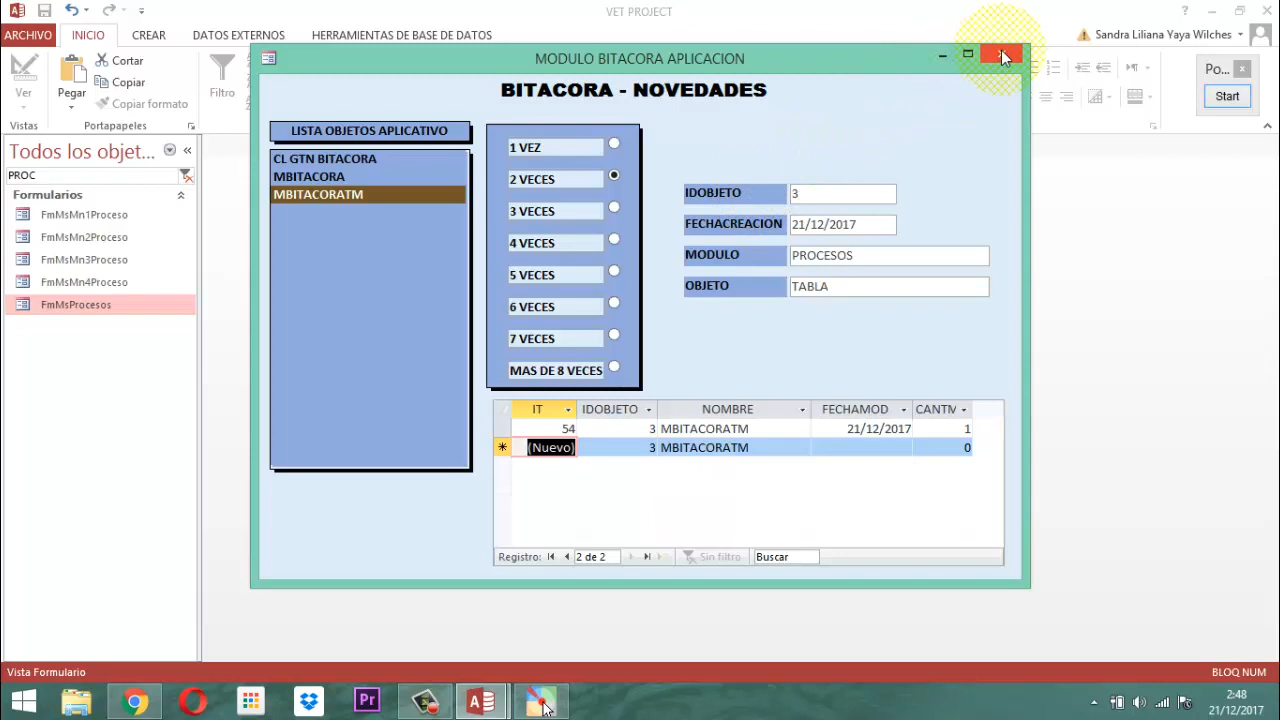 VET PROJECT
ARCHIVO INICIO CREAR DATOS EXTERNOS HERRAMIENTAS DE BASE DE DATOS Sandra Liliana Yaya Wilches
Ver
Vistas
Pegar
Cortar
Copiar
Copiar formato
Portapapeles
Filtro
Po...
Start
Todos los objet...
PROC
Formularios
FmMsMn1Proceso
FmMsMn2Proceso
FmMsMn3Proceso
FmMsMn4Proceso
FmMsProcesos
MODULO BITACORA APLICACION
BITACORA - NOVEDADES
LISTA OBJETOS APLICATIVO
CL GTN BITACORA
MBITACORA
MBITACORATM
1 VEZ
2 VECES
3 VECES
4 VECES
5 VECES
6 VECES
7 VECES
MAS DE 8 VECES
IDOBJETO 3
FECHACREACION 21/12/2017
MODULO PROCESOS
OBJETO TABLA
IT IDOBJETO NOMBRE FECHAMOD CANTM
54 3 MBITACORATM 21/12/2017 1
(Nuevo) 3 MBITACORATM 0
Registro: 2 de 2 Sin filtro Buscar
Vista Formulario BLOQ NUM
Pr
2:48
21/12/2017